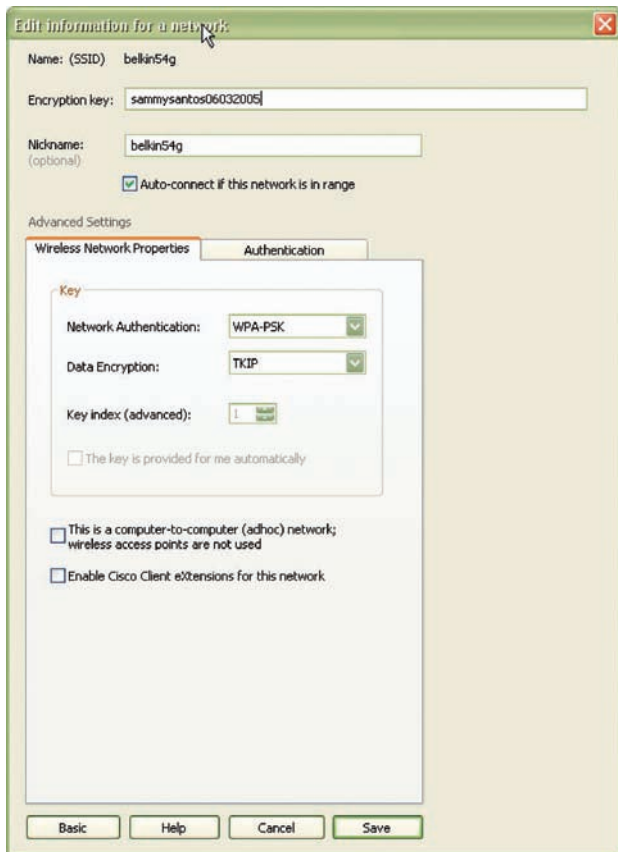 Edit information for a network
Name: (SSID) belkin54g
Encryption key: sammysantos06032005
Nickname: belkin54g
(optional)
Auto-connect if this network is in range
Advanced Settings
Wireless Network Properties Authentication
Key
Network Authentication: WPA-PSK
Data Encryption: TKIP
Key index (advanced): 1
The key is provided for me automatically
This is a computer-to-computer (adhoc) network;
wireless access points are not used
Enable Cisco Client eXtensions for this network
Basic Help Cancel Save